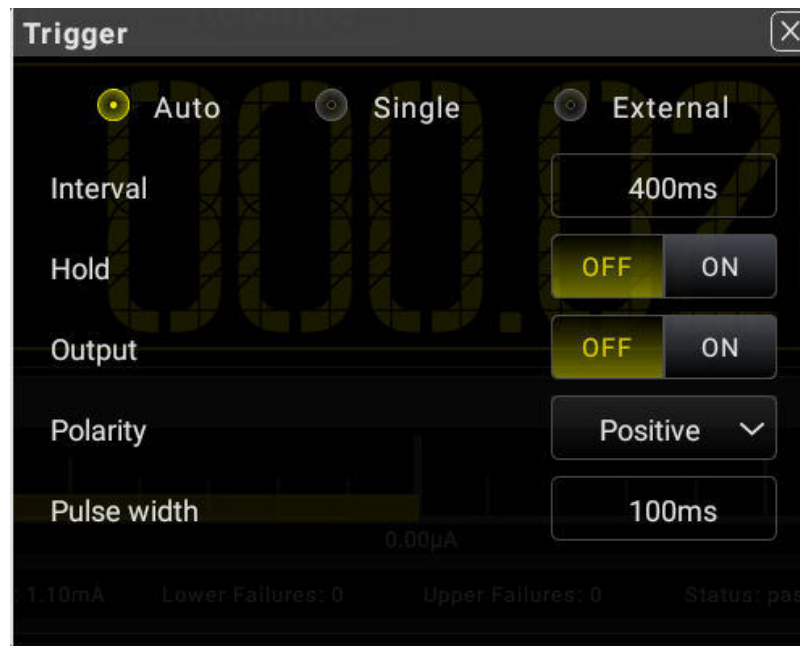 Trigger
Auto Single External
Interval 400ms
Hold OFF ON
Output OFF ON
Polarity Positive
Pulse width 100ms
0.00µA
1.10mA Lower Failures: 0 Upper Failures: 0 Status: pas